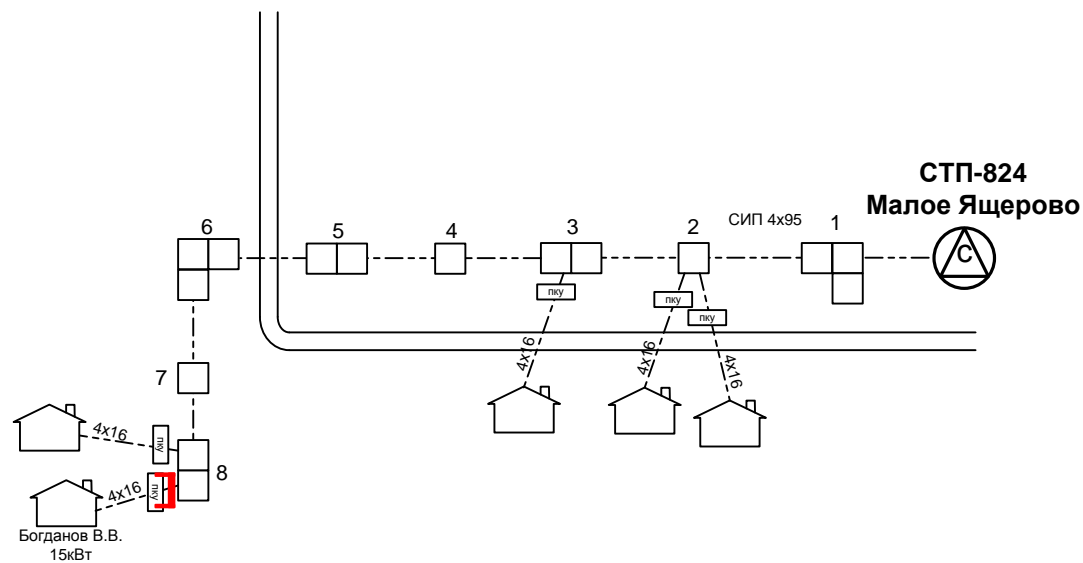 СТП-824
Малое Ящерово
С
СИП 4х95
1
2
3
4
5
6
пку
пку
пку
4х16
4х16
4х16
7
4х16
пку
8
4х16
пку
Богданов В.В.
15кВт